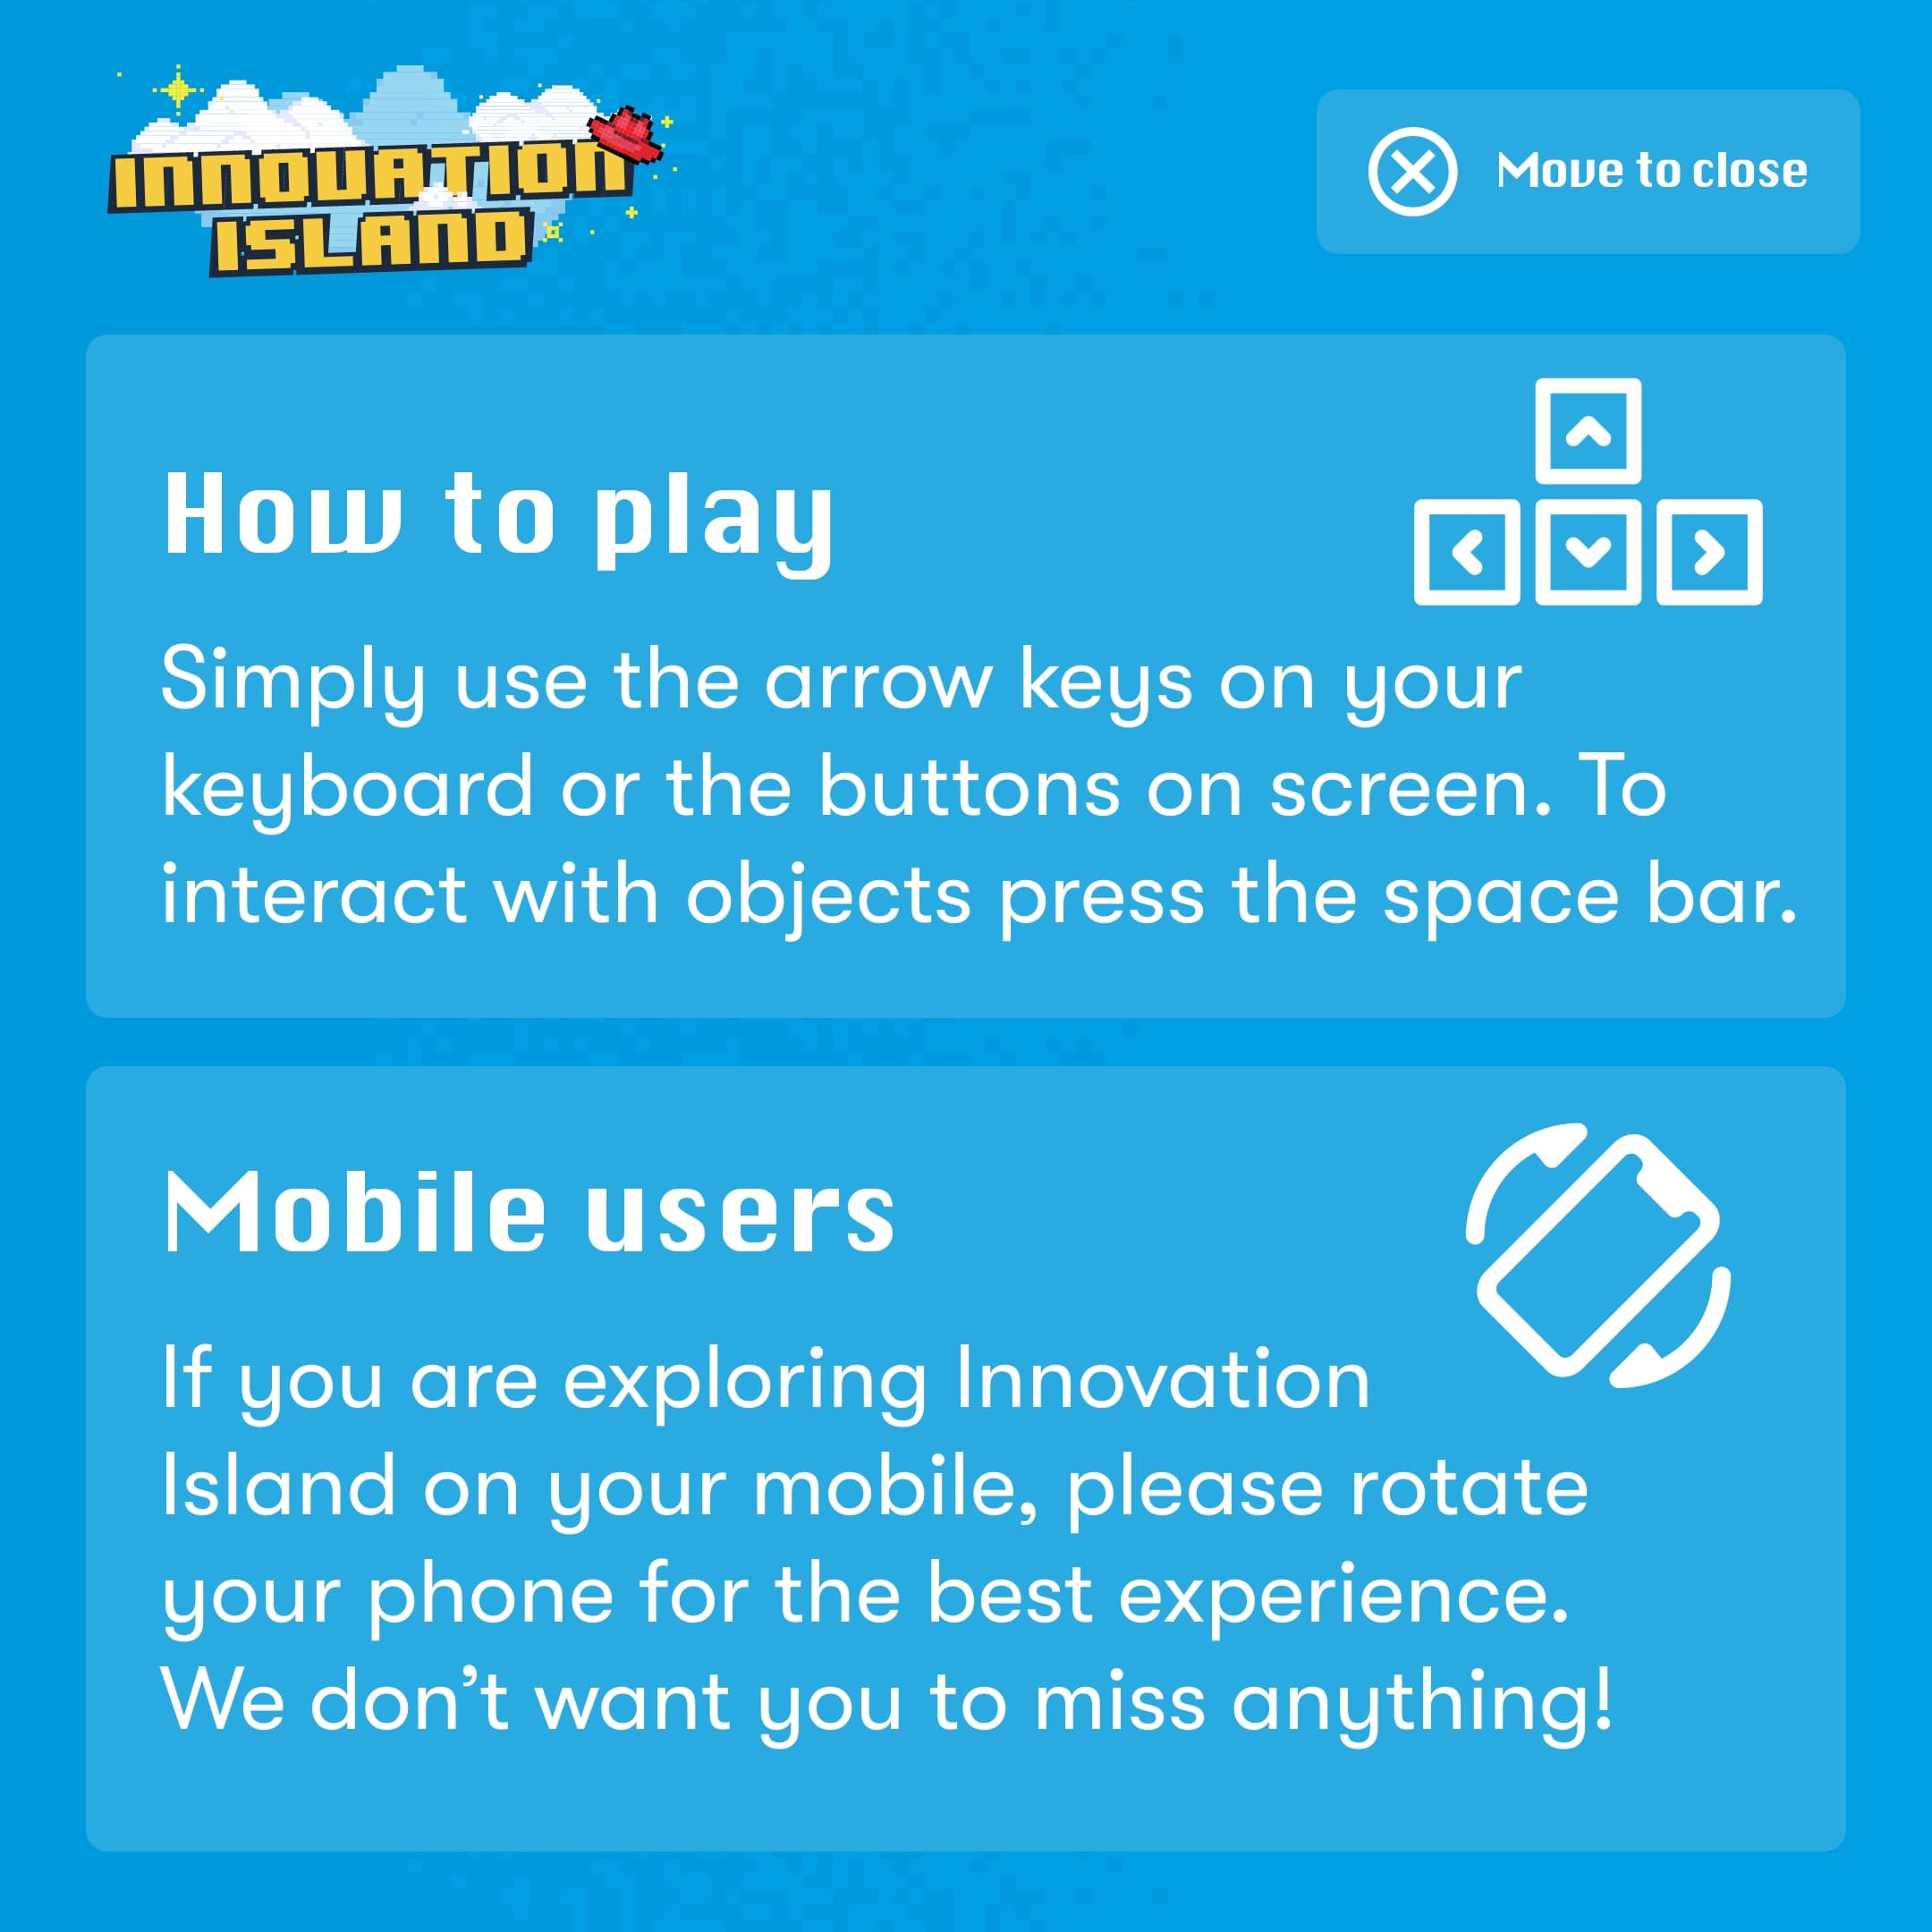 INNOVATION
ISLAND
Move to close
How to play
Simply use the arrow keys on your
keyboard or the buttons on screen. To
interact with objects press the space bar.
Mobile users
If you are exploring Innovation
Island on your mobile, please rotate
your phone for the best experience.
We don’t want you to miss anything!